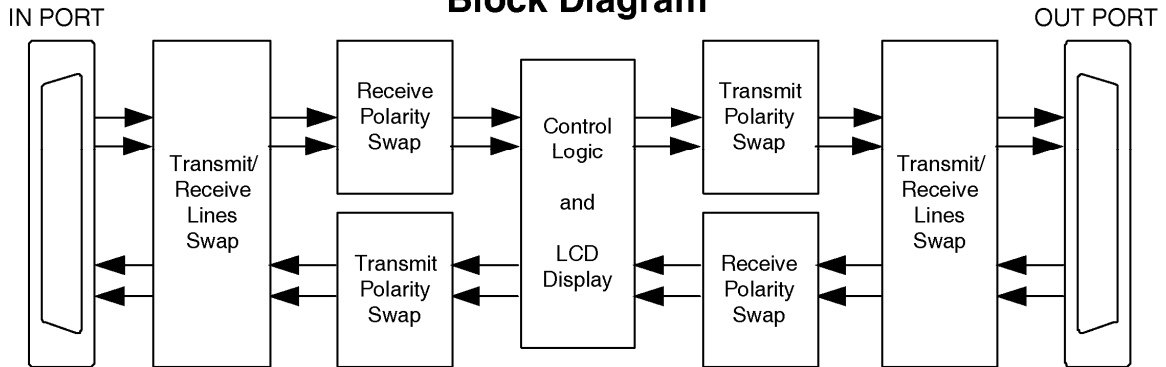 Block Diagram
IN PORT
OUT PORT
Transmit/
Receive
Lines
Swap
Receive
Polarity
Swap
Transmit
Polarity
Swap
Control
Logic
and
LCD
Display
Transmit
Polarity
Swap
Receive
Polarity
Swap
Transmit/
Receive
Lines
Swap